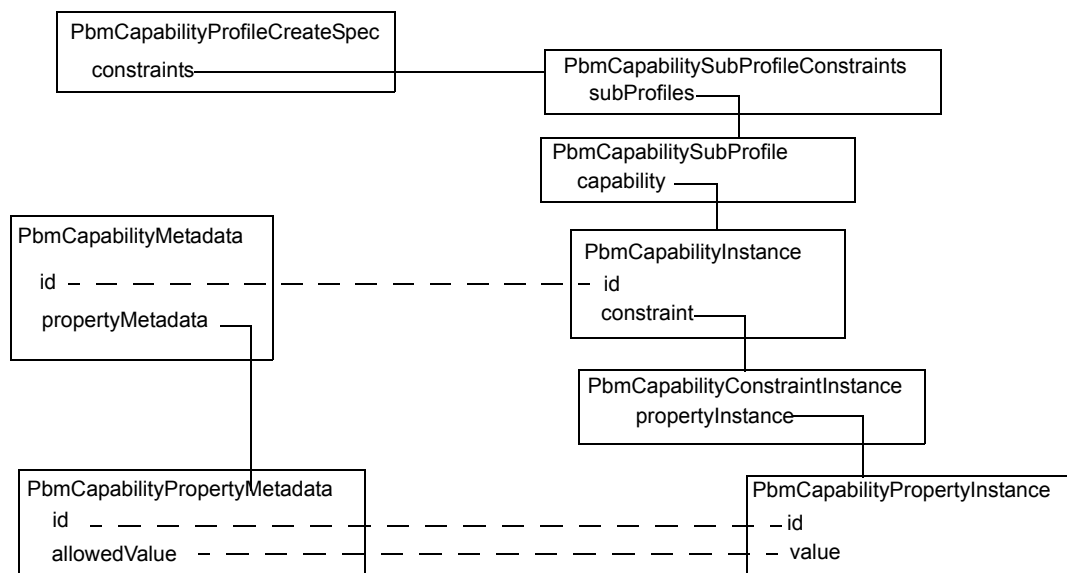 PbmCapabilityProfileCreateSpec
constraints
PbmCapabilitySubProfileConstraints
subProfiles
PbmCapabilitySubProfile
capability
PbmCapabilityMetadata
id
propertyMetadata
PbmCapabilityInstance
id
constraint
PbmCapabilityConstraintInstance
propertyInstance
PbmCapabilityPropertyMetadata
id
allowedValue
PbmCapabilityPropertyInstance
id
value